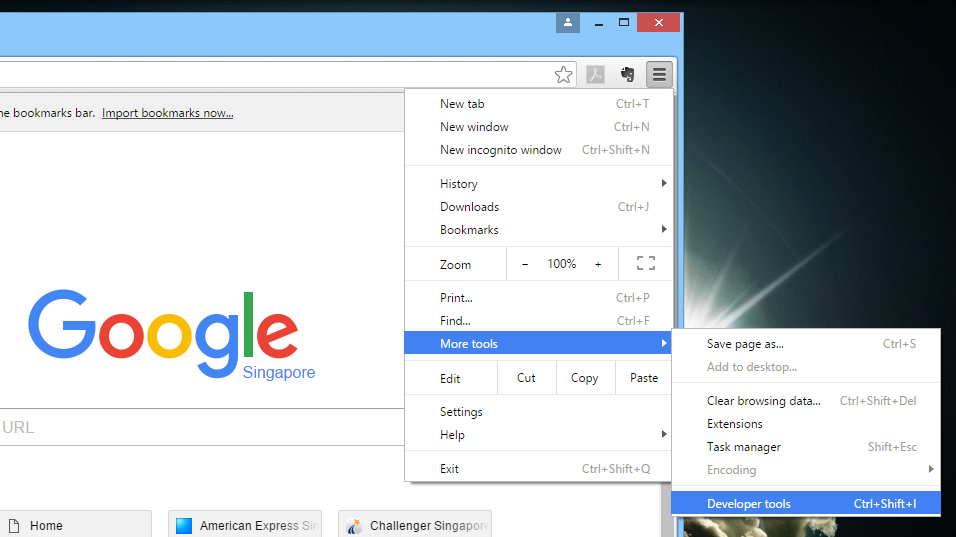 ne bookmarks bar. Import bookmarks now...
New tab Ctrl+T
New window Ctrl+N
New incognito window Ctrl+Shift+N
History
Downloads Ctrl+J
Bookmarks
Zoom - 100% +
Print... Ctrl+P
Find... Ctrl+F
More tools
Edit Cut Copy Paste
Settings
Help
Exit Ctrl+Shift+Q
Save page as... Ctrl+S
Add to desktop...
Clear browsing data... Ctrl+Shift+Del
Extensions
Task manager Shift+Esc
Encoding
Developer tools Ctrl+Shift+I
Google
Singapore
URL
Home
American Express Sin
Challenger Singapore